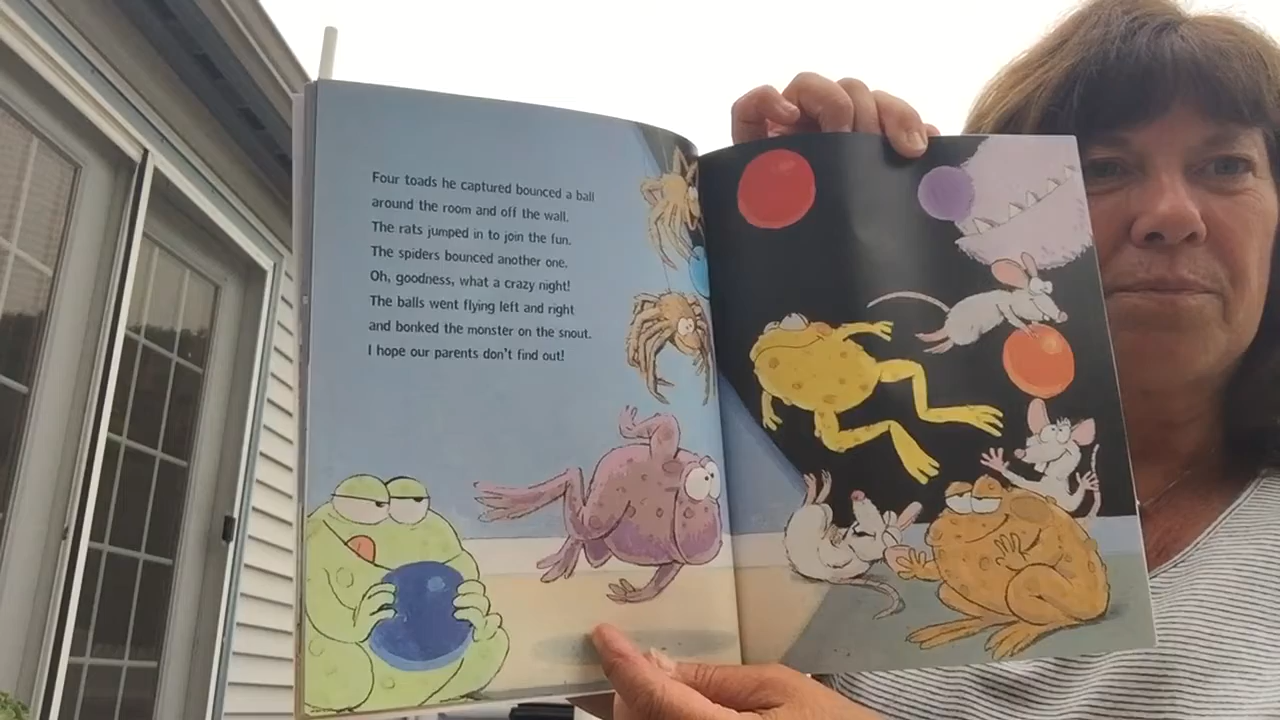 Four toads he captured bounced a ball
around the room and off the wall.
The rats jumped in to join the fun.
The spiders bounced another one.
Oh, goodness, what a crazy night!
The balls went flying left and right
and bonked the monster on the snout.
I hope our parents don't find out!